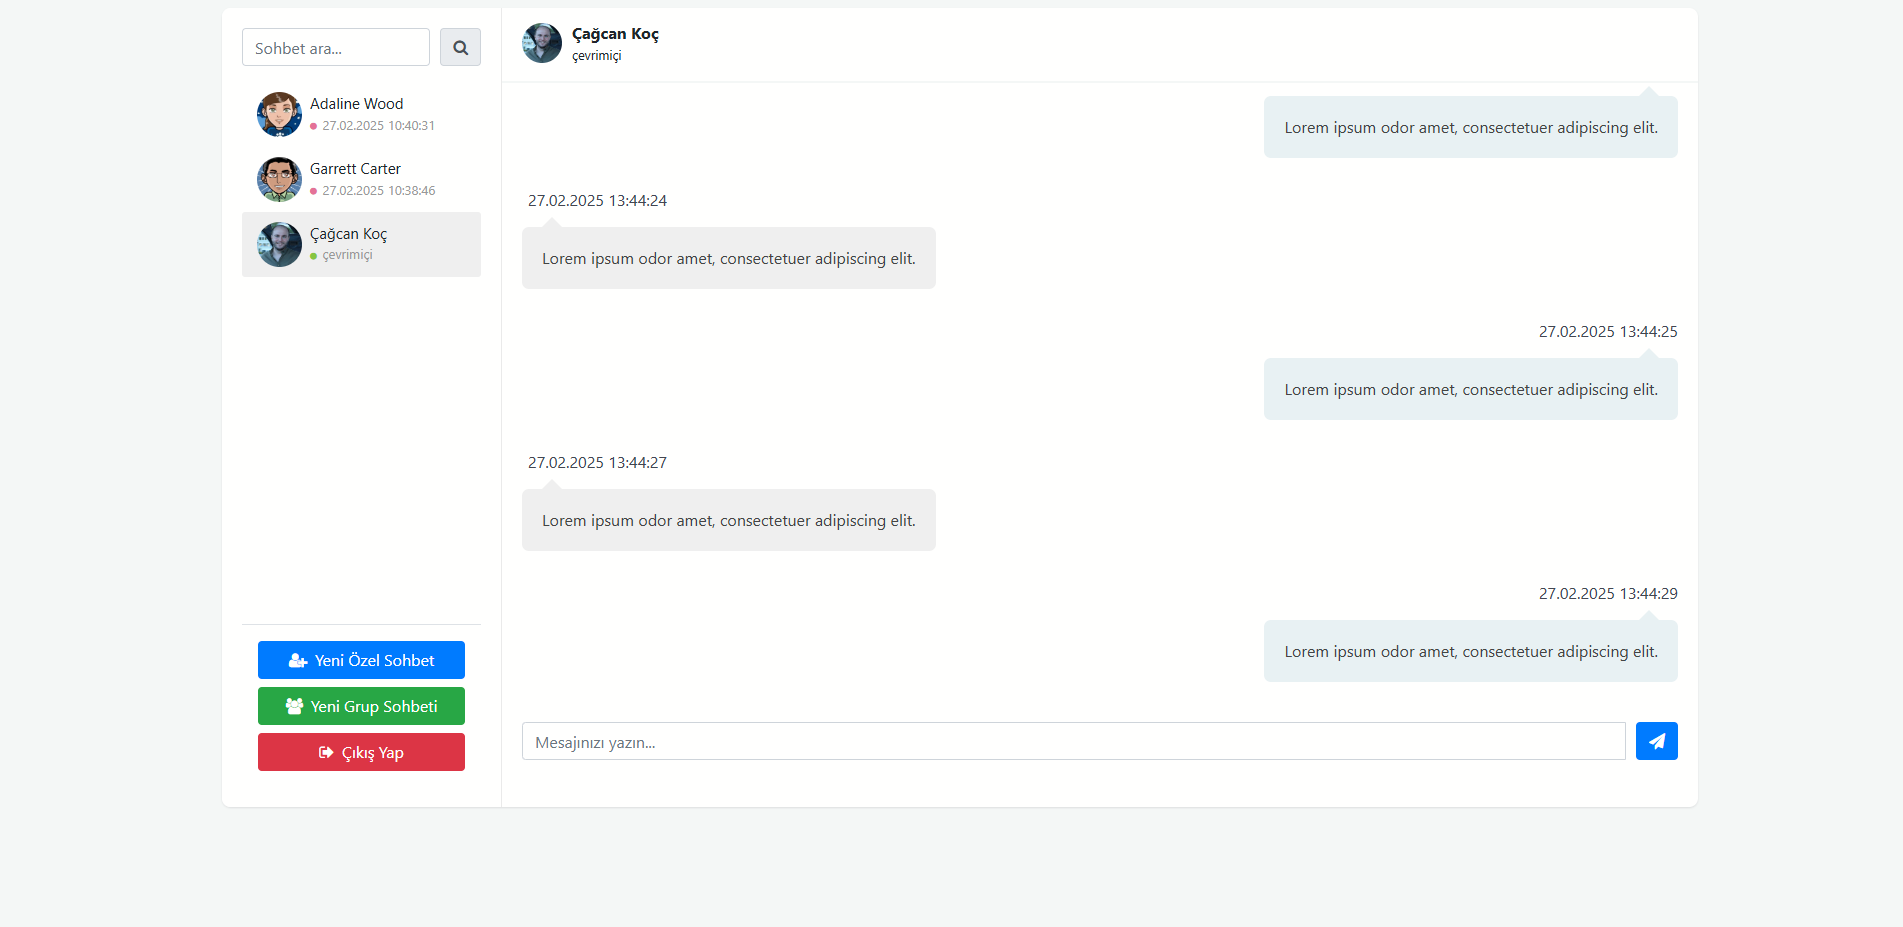 Sohbet ara...
Adaline Wood
27.02.2025 10:40:31
Garrett Carter
27.02.2025 10:38:46
Çağcan Koç
çevrimiçi
Yeni Özel Sohbet
Yeni Grup Sohbeti
Çıkış Yap
Çağcan Koç
çevrimiçi
Lorem ipsum odor amet, consectetuer adipiscing elit.
27.02.2025 13:44:24
Lorem ipsum odor amet, consectetuer adipiscing elit.
27.02.2025 13:44:25
Lorem ipsum odor amet, consectetuer adipiscing elit.
27.02.2025 13:44:27
Lorem ipsum odor amet, consectetuer adipiscing elit.
27.02.2025 13:44:29
Lorem ipsum odor amet, consectetuer adipiscing elit.
Mesajınızı yazın...